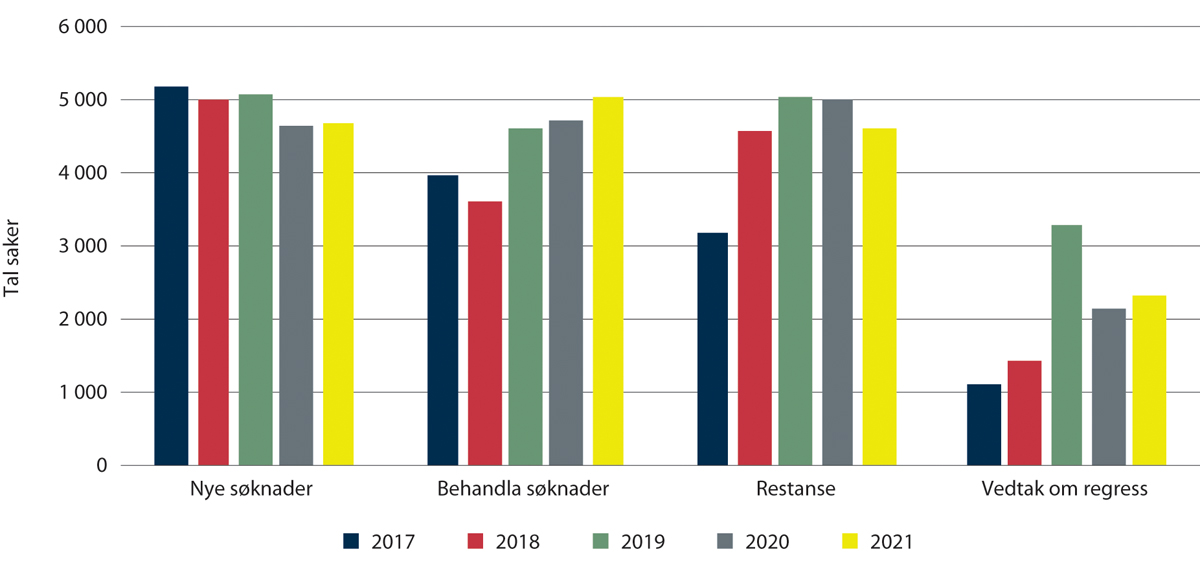 6 000
5 000
4 000
3 000
2 000
1 000
0
Tal saker
Nye søknader
Behandla søknader
Restanse
Vedtak om regress
2017
2018
2019
2020
2021